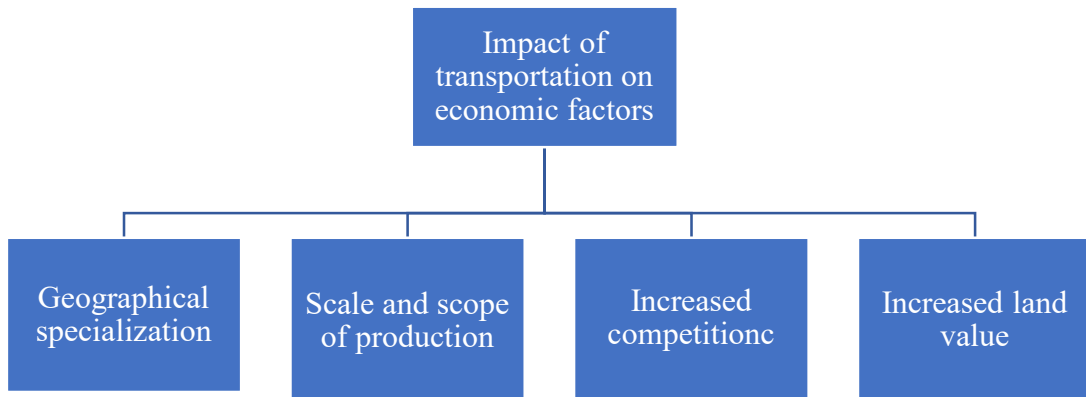 Impact of
transportation on
economic factors
Geographical
specialization
Scale and scope
of production
Increased
competitionc
Increased land
value